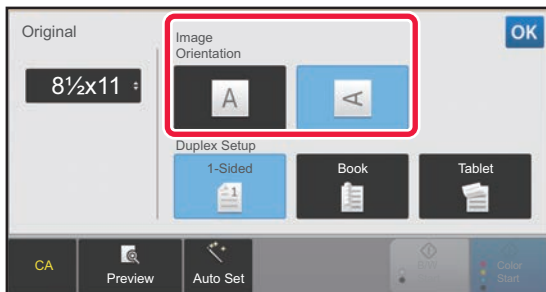 Original
Image
Orientation
OK
8½x11
A
A
Duplex Setup
1-Sided
1
Book
Tablet
CA
Preview
Auto Set
B/W
Start
Color
Start